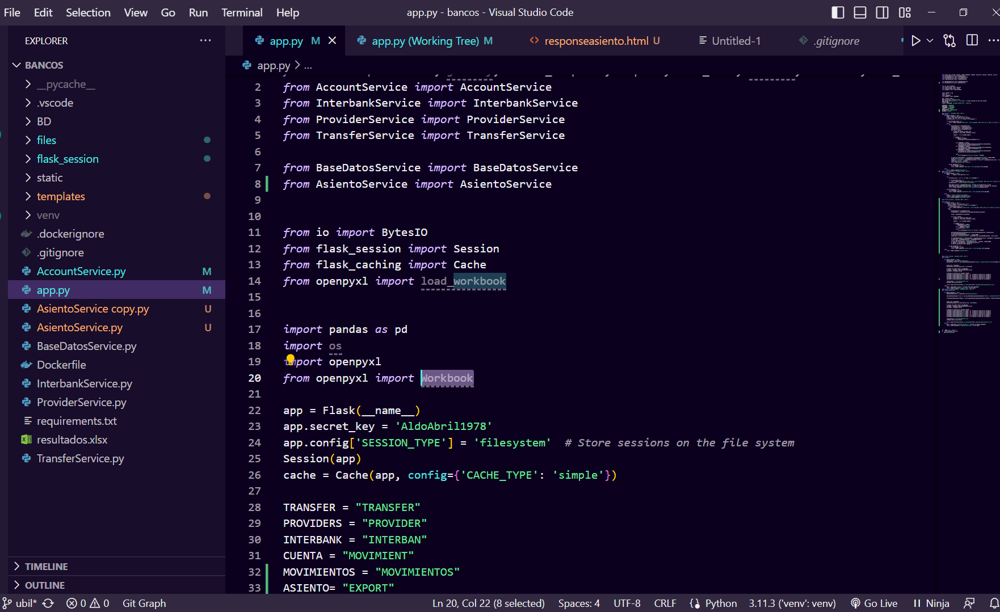 File Edit Selection View Go Run Terminal Help
app.py - bancos - Visual Studio Code
EXPLORER
BANCOS
__pycache__
.vscode
BD
files
flask_session
static
templates
venv
.dockerignore
.gitignore
AccountService.py M
app.py M
AsientoService copy.py U
AsientoService.py U
BaseDatosService.py
Dockerfile
InterbankService.py
ProviderService.py
requirements.txt
resultados.xlsx
TransferService.py
TIMELINE
OUTLINE
app.py M
app.py (Working Tree) M
responseasiento.html U
Untitled-1
.gitignore
app.py > ...
2 from AccountService import AccountService
3 from InterbankService import InterbankService
4 from ProviderService import ProviderService
5 from TransferService import TransferService
6
7 from BaseDatosService import BaseDatosService
8 from AsientoService import AsientoService
9
10
11 from io import BytesIO
12 from flask_session import Session
13 from flask_caching import Cache
14 from openpyxl import load_workbook
15
16
17 import pandas as pd
18 import os
19 import openpyxl
20 from openpyxl import Workbook
21
22 app = Flask(__name__)
23 app.secret_key = 'AldoAbril1978'
24 app.config['SESSION_TYPE'] = 'filesystem'  # Store sessions on the file system
25 Session(app)
26 cache = Cache(app, config={'CACHE_TYPE': 'simple'})
27
28 TRANSFER = "TRANSFER"
29 PROVIDERS = "PROVIDER"
30 INTERBANK = "INTERBAN"
31 CUENTA = "MOVIMIENT"
32 MOVIMIENTOS = "MOVIMIENTOS"
33 ASIENTO= "EXPORT"
ubil* 0 0 Git Graph
Ln 20, Col 22 (8 selected) Spaces: 4 UTF-8 CRLF Python 3.11.3 ('venv': venv) Go Live Ninja